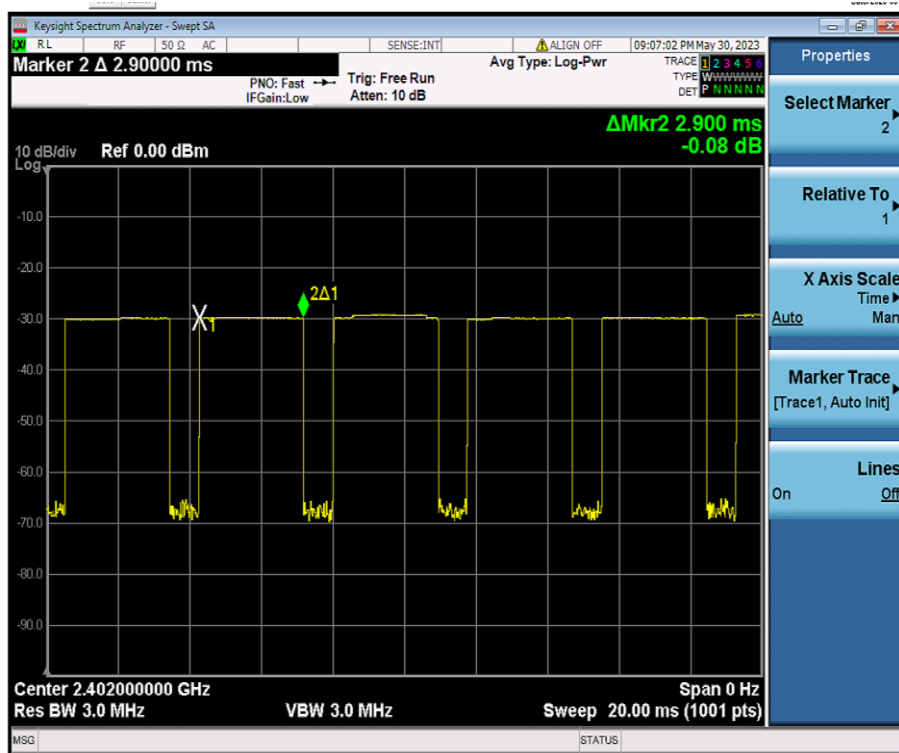 Keysight Spectrum Analyzer - Swept SA
LXI RL RF 50 Ω AC SENSE:INT ALIGN OFF 09:07:02 PM May 30, 2023
Marker 2 Δ 2.90000 ms
PNO: Fast
IFGain:Low
Trig: Free Run
Atten: 10 dB
Avg Type: Log-Pwr
TRACE 1 2 3 4 5 6
TYPE WWWWWW
DET P N N N N N
ΔMkr2 2.900 ms
-0.08 dB
10 dB/div Ref 0.00 dBm
Log
-10.0
-20.0
2Δ1
-30.0
X 1
-40.0
-50.0
-60.0
-70.0
-80.0
-90.0
Center 2.402000000 GHz Span 0 Hz
Res BW 3.0 MHz VBW 3.0 MHz Sweep 20.00 ms (1001 pts)
MSG STATUS
Properties
Select Marker
2
Relative To
1
X Axis Scale
Time
Auto Man
Marker Trace
[Trace1, Auto Init]
Lines
On Off